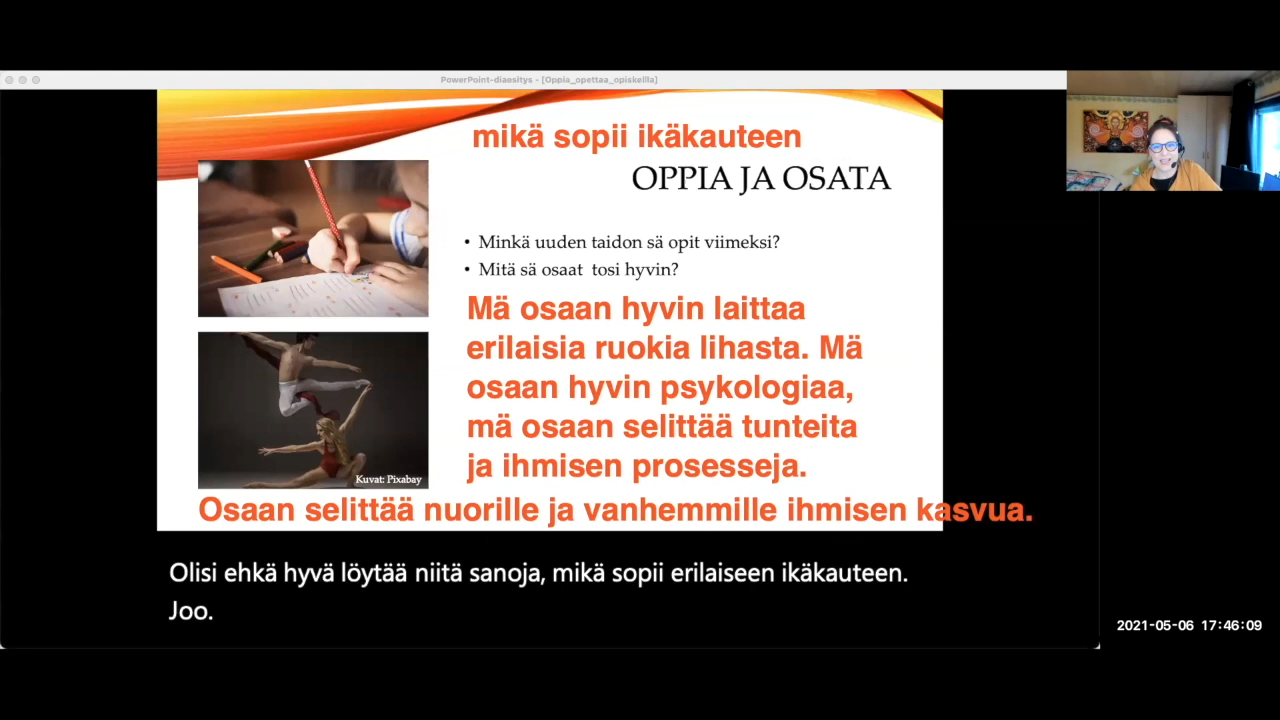 PowerPoint-diaesitys - [Oppia_opettaa_opiskellla]
mikä sopii ikäkauteen
OPPIA JA OSATA
• Minkä uuden taidon sä opit viimeksi?
• Mitä sä osaat tosi hyvin?
Mä osaan hyvin laittaa
erilaisia ruokia lihasta. Mä
osaan hyvin psykologiaa,
mä osaan selittää tunteita
ja ihmisen prosesseja.
Kuvat: Pixabay
Osaan selittää nuorille ja vanhemmille ihmisen kasvua.
Olisi ehkä hyvä löytää niitä sanoja, mikä sopii erilaiseen ikäkauteen.
Joo.
2021-05-06 17:46:09